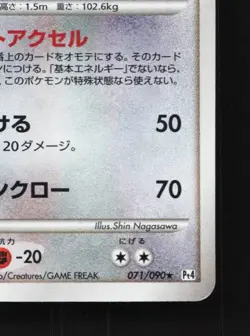 高さ：1.5m　重さ：102.6kg
トアクセル
上のカードをオモテにする。そのカード
ンにつける。「基本エネルギー」でないなら、
このポケモンが特殊状態なら使えない。
ける　50
20ダメージ。
ンクロー　70
Illus.Shin Nagasawa
抗力　にげる
-20
o/Creatures/GAME FREAK　071/090★　Pt4